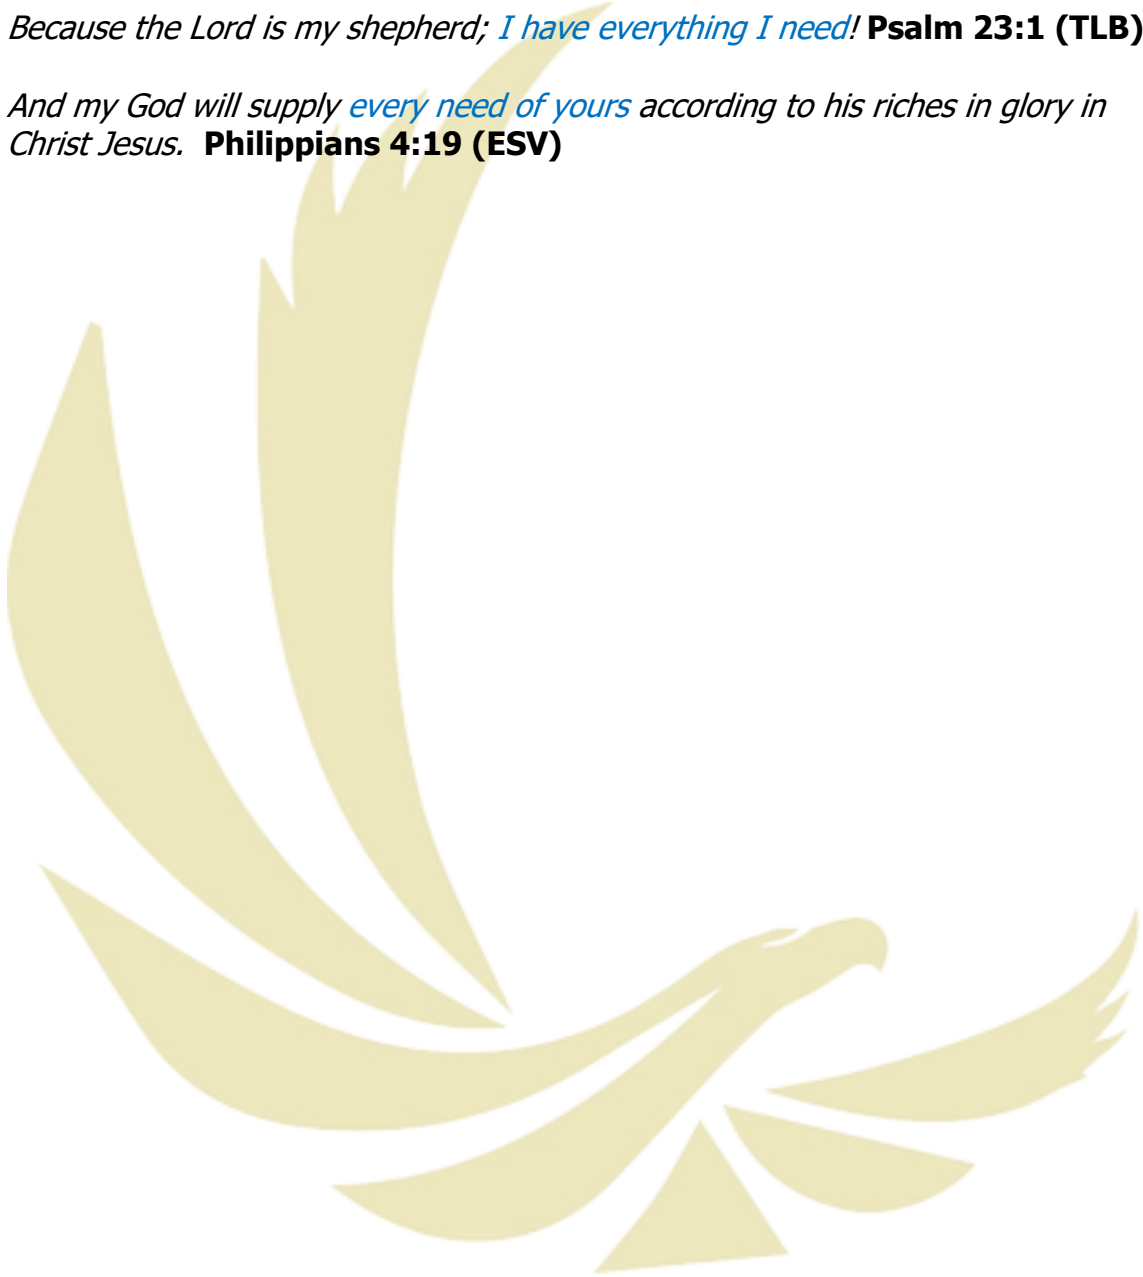 Because the Lord is my shepherd; I have everything I need! Psalm 23:1 (TLB)
And my God will supply every need of yours according to his riches in glory in
Christ Jesus. Philippians 4:19 (ESV)